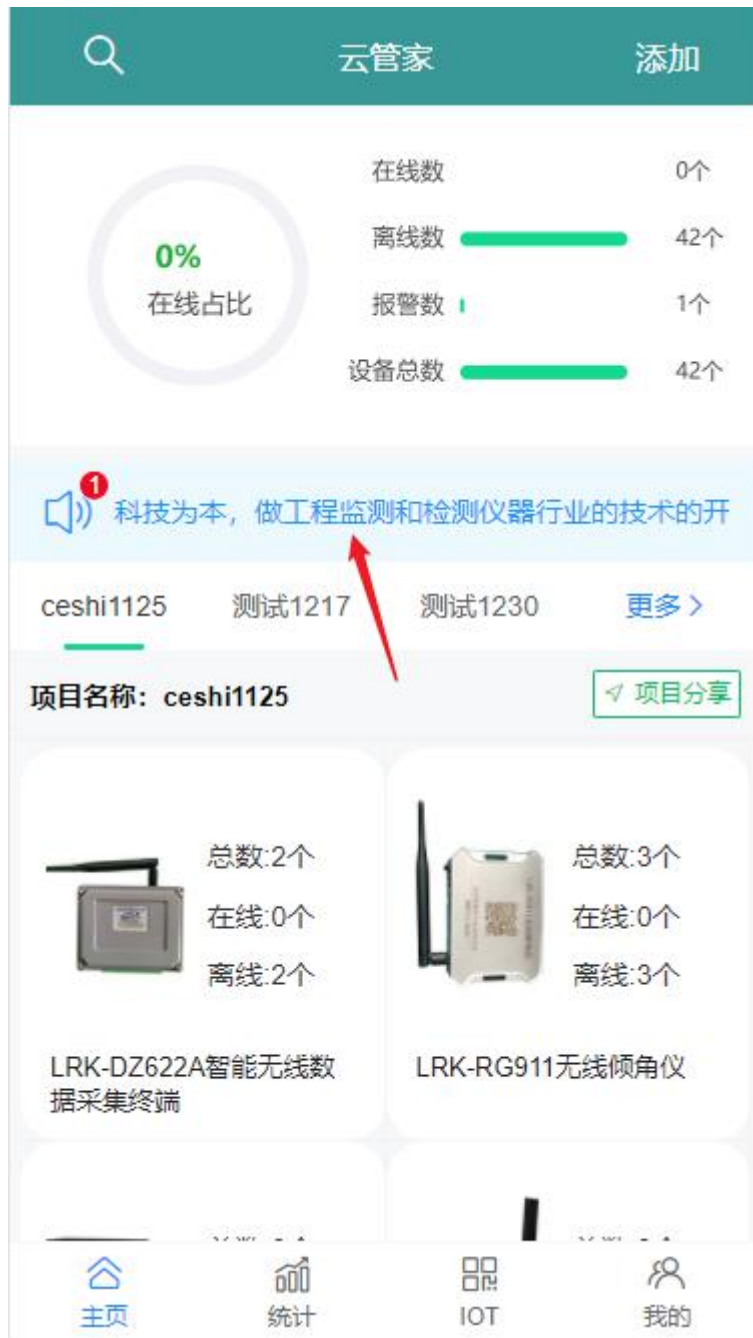 云管家
添加
在线数 0个
离线数 42个
报警数 1个
设备总数 42个
0%
在线占比
1
科技为本，做工程监测和检测仪器行业的技术的开
ceshi1125 测试1217 测试1230 更多
项目名称：ceshi1125
项目分享
总数:2个
在线:0个
离线:2个
LRK-DZ622A智能无线数
据采集终端
总数:3个
在线:0个
离线:3个
LRK-RG911无线倾角仪
主页 统计 IOT 我的